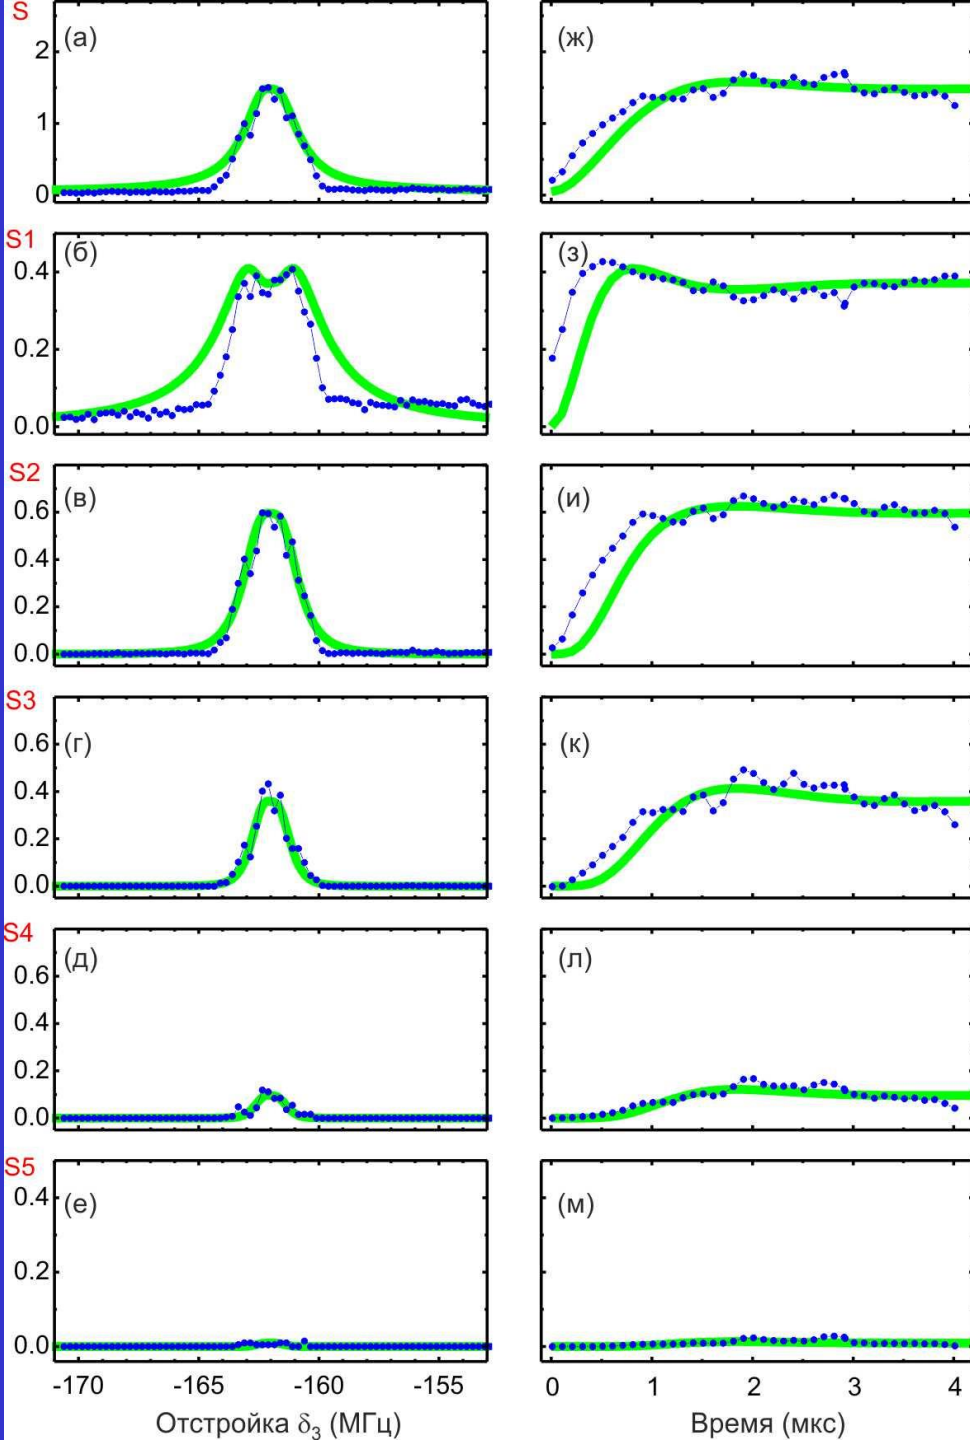 S
(а)
(ж)
2
1
0
S1
(б)
(з)
0.4
0.2
0.0
S2
(в)
(и)
0.6
0.4
0.2
0.0
S3
(г)
(к)
0.6
0.4
0.2
0.0
S4
(д)
(л)
0.6
0.4
0.2
0.0
S5
(е)
(м)
0.4
0.2
0.0
-170 -165 -160 -155
0 1 2 3 4
Отстройка δ₃ (МГц)
Время (мкс)